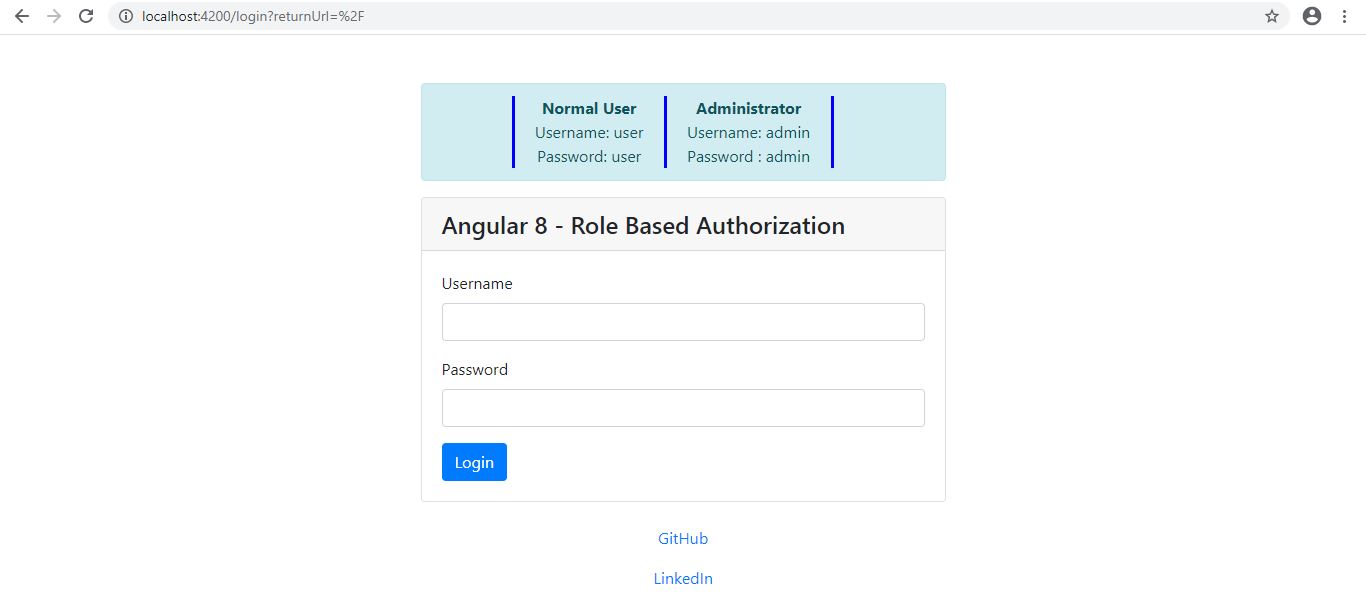 localhost:4200/login?returnUrl=%2F
Normal User
Username: user
Password: user
Administrator
Username: admin
Password : admin
Angular 8 - Role Based Authorization
Username
Password
Login
GitHub
LinkedIn